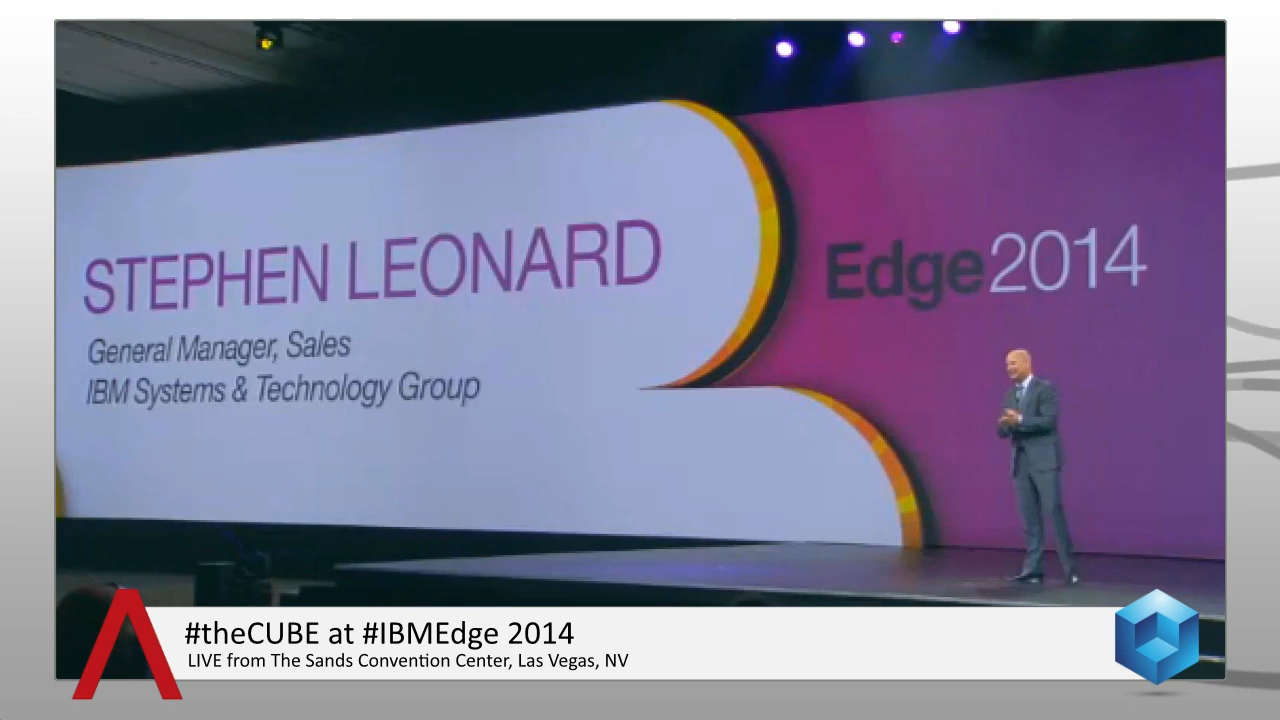 STEPHEN LEONARD
General Manager, Sales
IBM Systems & Technology Group
Edge2014
#theCUBE at #IBMEdge 2014
LIVE from The Sands Convention Center, Las Vegas, NV